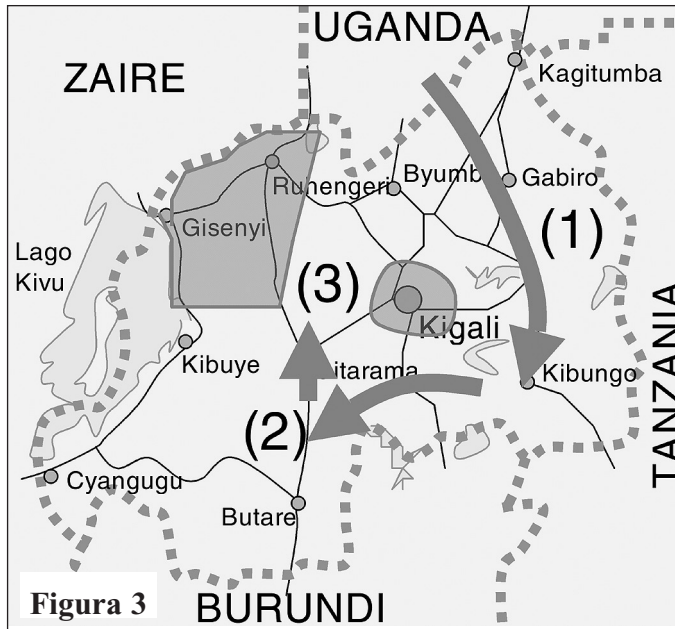 UGANDA
ZAIRE
Kagitumba
Ruhengeri
Byumb
Gabiro
Gisenyi
(1)
Lago
Kivu
(3)
Kigali
TANZANIA
Kibuye
itarama
Kibungo
(2)
Cyangugu
Butare
Figura 3
BURUNDI